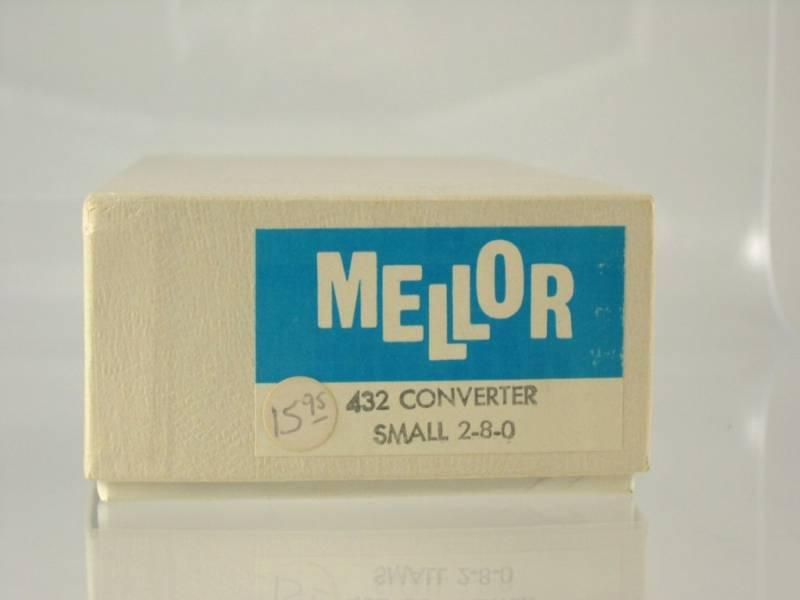 MELLOR
15.95
432 CONVERTER
SMALL 2-8-0